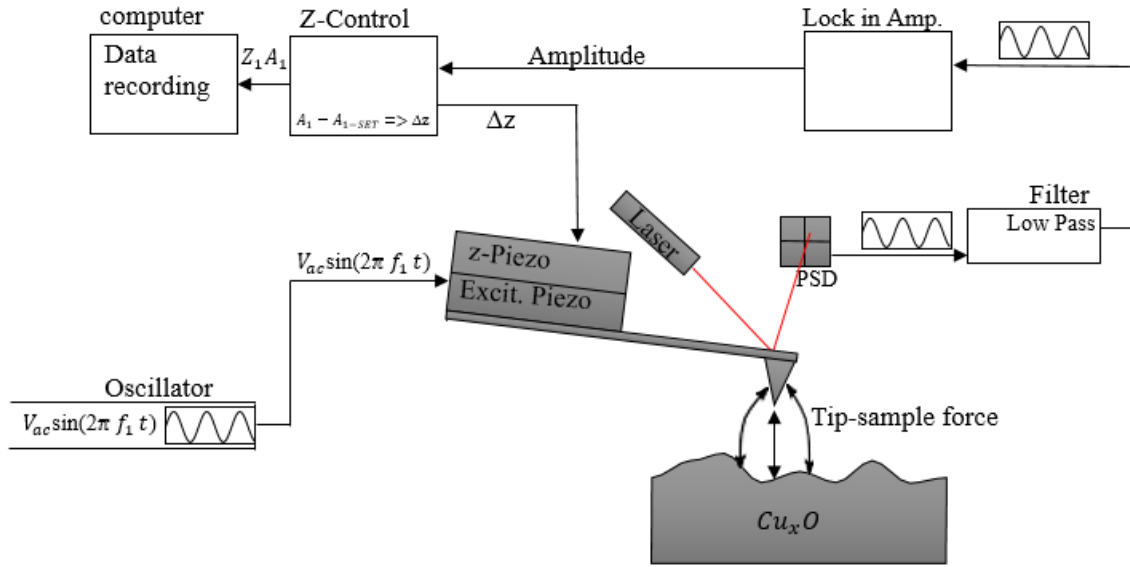 computer
Z-Control
Lock in Amp.
Data
recording
Z₁A₁
Amplitude
A₁ − A₁₋SET => Δz
Δz
Laser
Filter
Low Pass
PSD
z-Piezo
Excit. Piezo
V_ac sin(2π f₁ t)
Oscillator
V_ac sin(2π f₁ t)
Tip-sample force
CuₓO